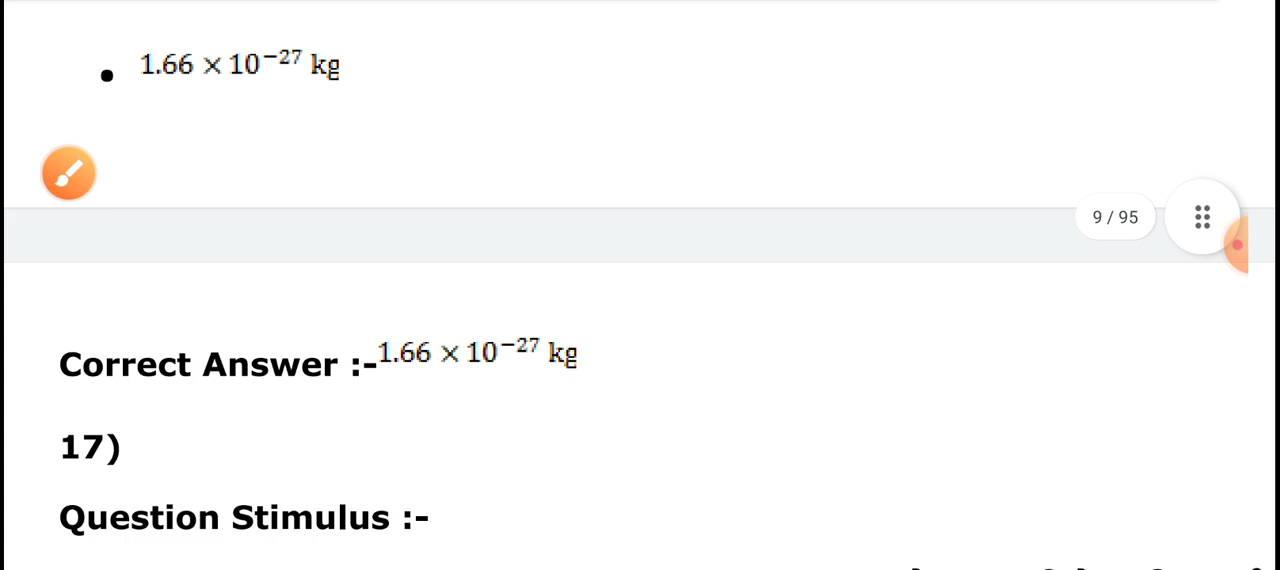 • 1.66 × 10⁻²⁷ kg
9 / 95
Correct Answer :-1.66 × 10⁻²⁷ kg
17)
Question Stimulus :-